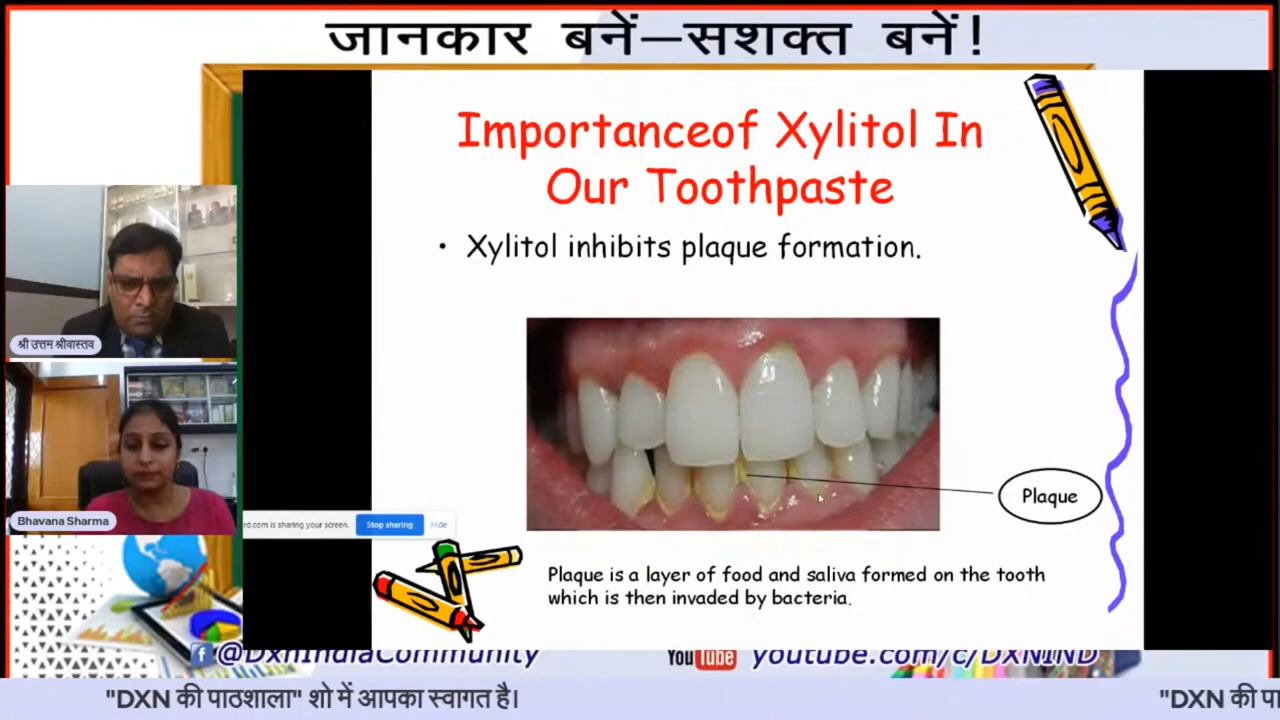 जानकार बनें–सशक्त बनें!
Importanceof Xylitol In
Our Toothpaste
• Xylitol inhibits plaque formation.
श्री उत्तम श्रीवास्तव
Bhavana Sharma
rd.com is sharing your screen.
Stop sharing
Hide
Plaque
Plaque is a layer of food and saliva formed on the tooth
which is then invaded by bacteria.
f @DxnIndiaCommunity
YouTube youtube.com/c/DXNIND
"DXN की पाठशाला" शो में आपका स्वागत है।
"DXN की पा